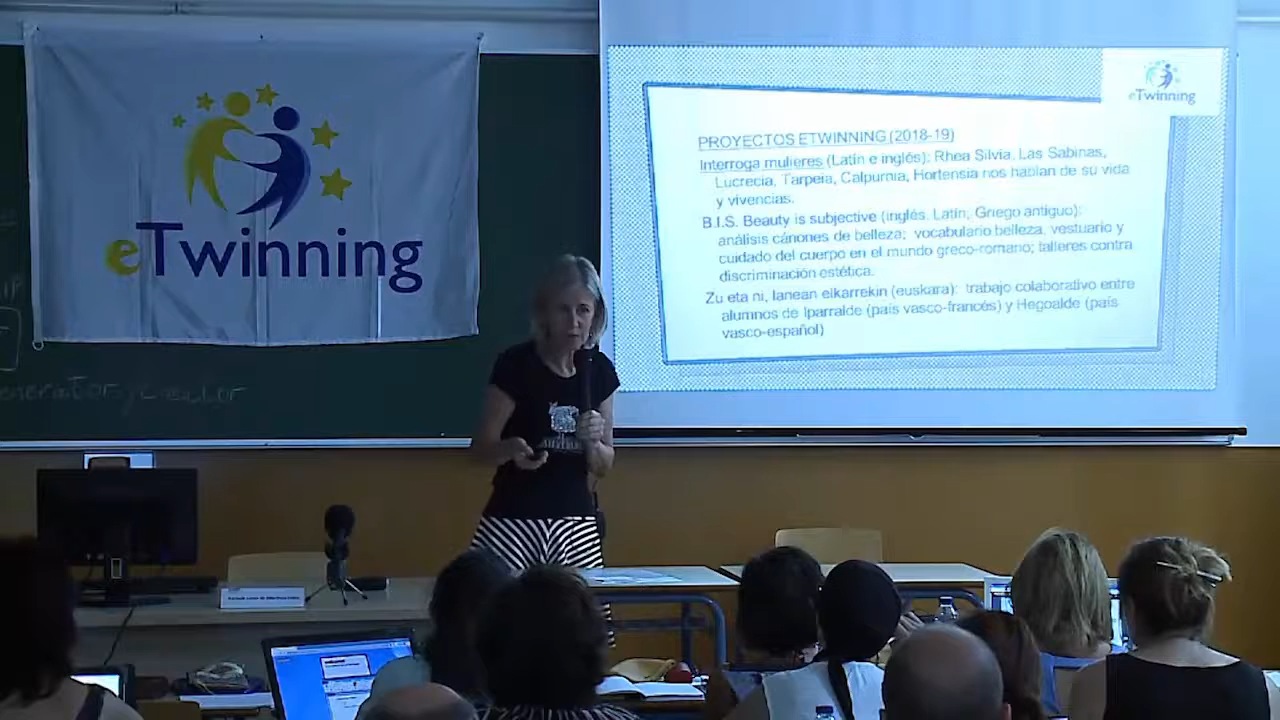 eTwinning
eTwinning
PROYECTOS ETWINNING (2018-19)
Interroga mulieres (Latín e inglés): Rhea Silvia, Las Sabinas,
Lucrecia, Tarpeia, Calpurnia, Hortensia nos hablan de su vida
y vivencias.
B.I.S. Beauty is subjective (inglés, Latín, Griego antiguo):
análisis cánones de belleza; vocabulario belleza, vestuario y
cuidado del cuerpo en el mundo greco-romano; talleres contra
discriminación estética.
Zu eta ni, lanean elkarrekin (euskara): trabajo colaborativo entre
alumnos de Iparralde (país vasco-francés) y Hegoalde (país
vasco-español)